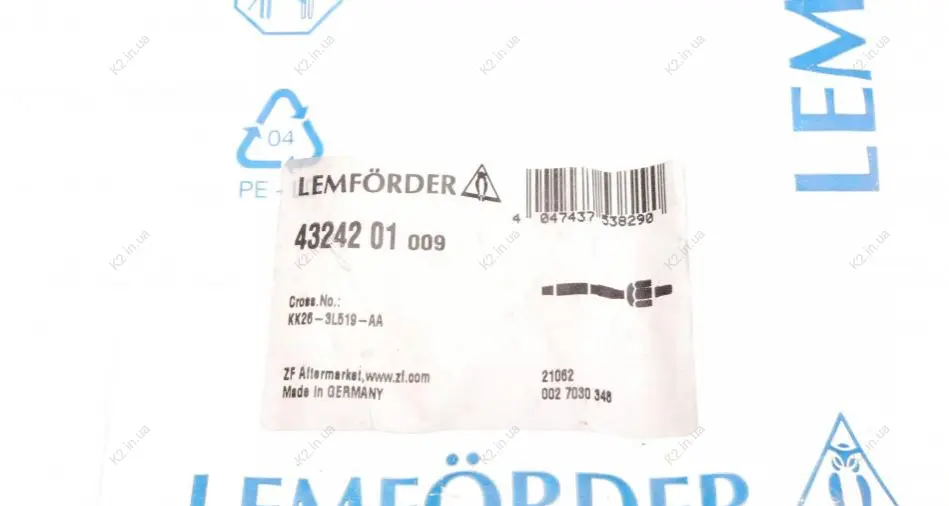 LEMFÖRDER
04
PE -
LEMFÖRDER
43242 01 009
4 047437 338290
Cross.No.:
KK26-3L519-AA
ZF Aftermarket,www.zf.com
Made in GERMANY
21062
002 7030 348
LEMFÖRDER
K2.in.ua